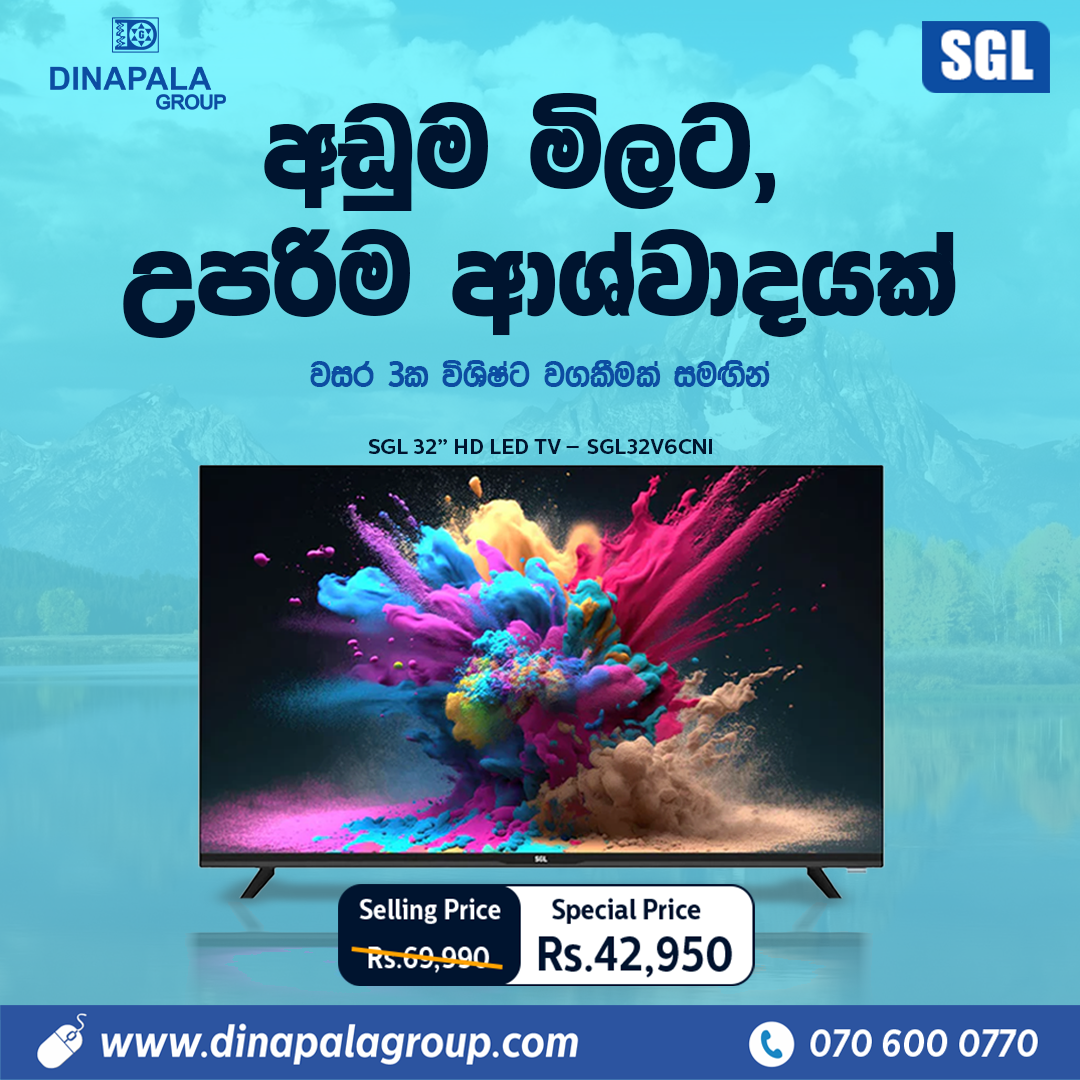 DINAPALA
GROUP
SGL
අඩුම මිලට,
උපරිම ආශ්වාදයක්
වසර 3ක විශිෂ්ට වගකීමක් සමඟින්
SGL 32” HD LED TV – SGL32V6CNI
SGL
Selling Price
Special Price
Rs.69,990
Rs.42,950
www.dinapalagroup.com
070 600 0770